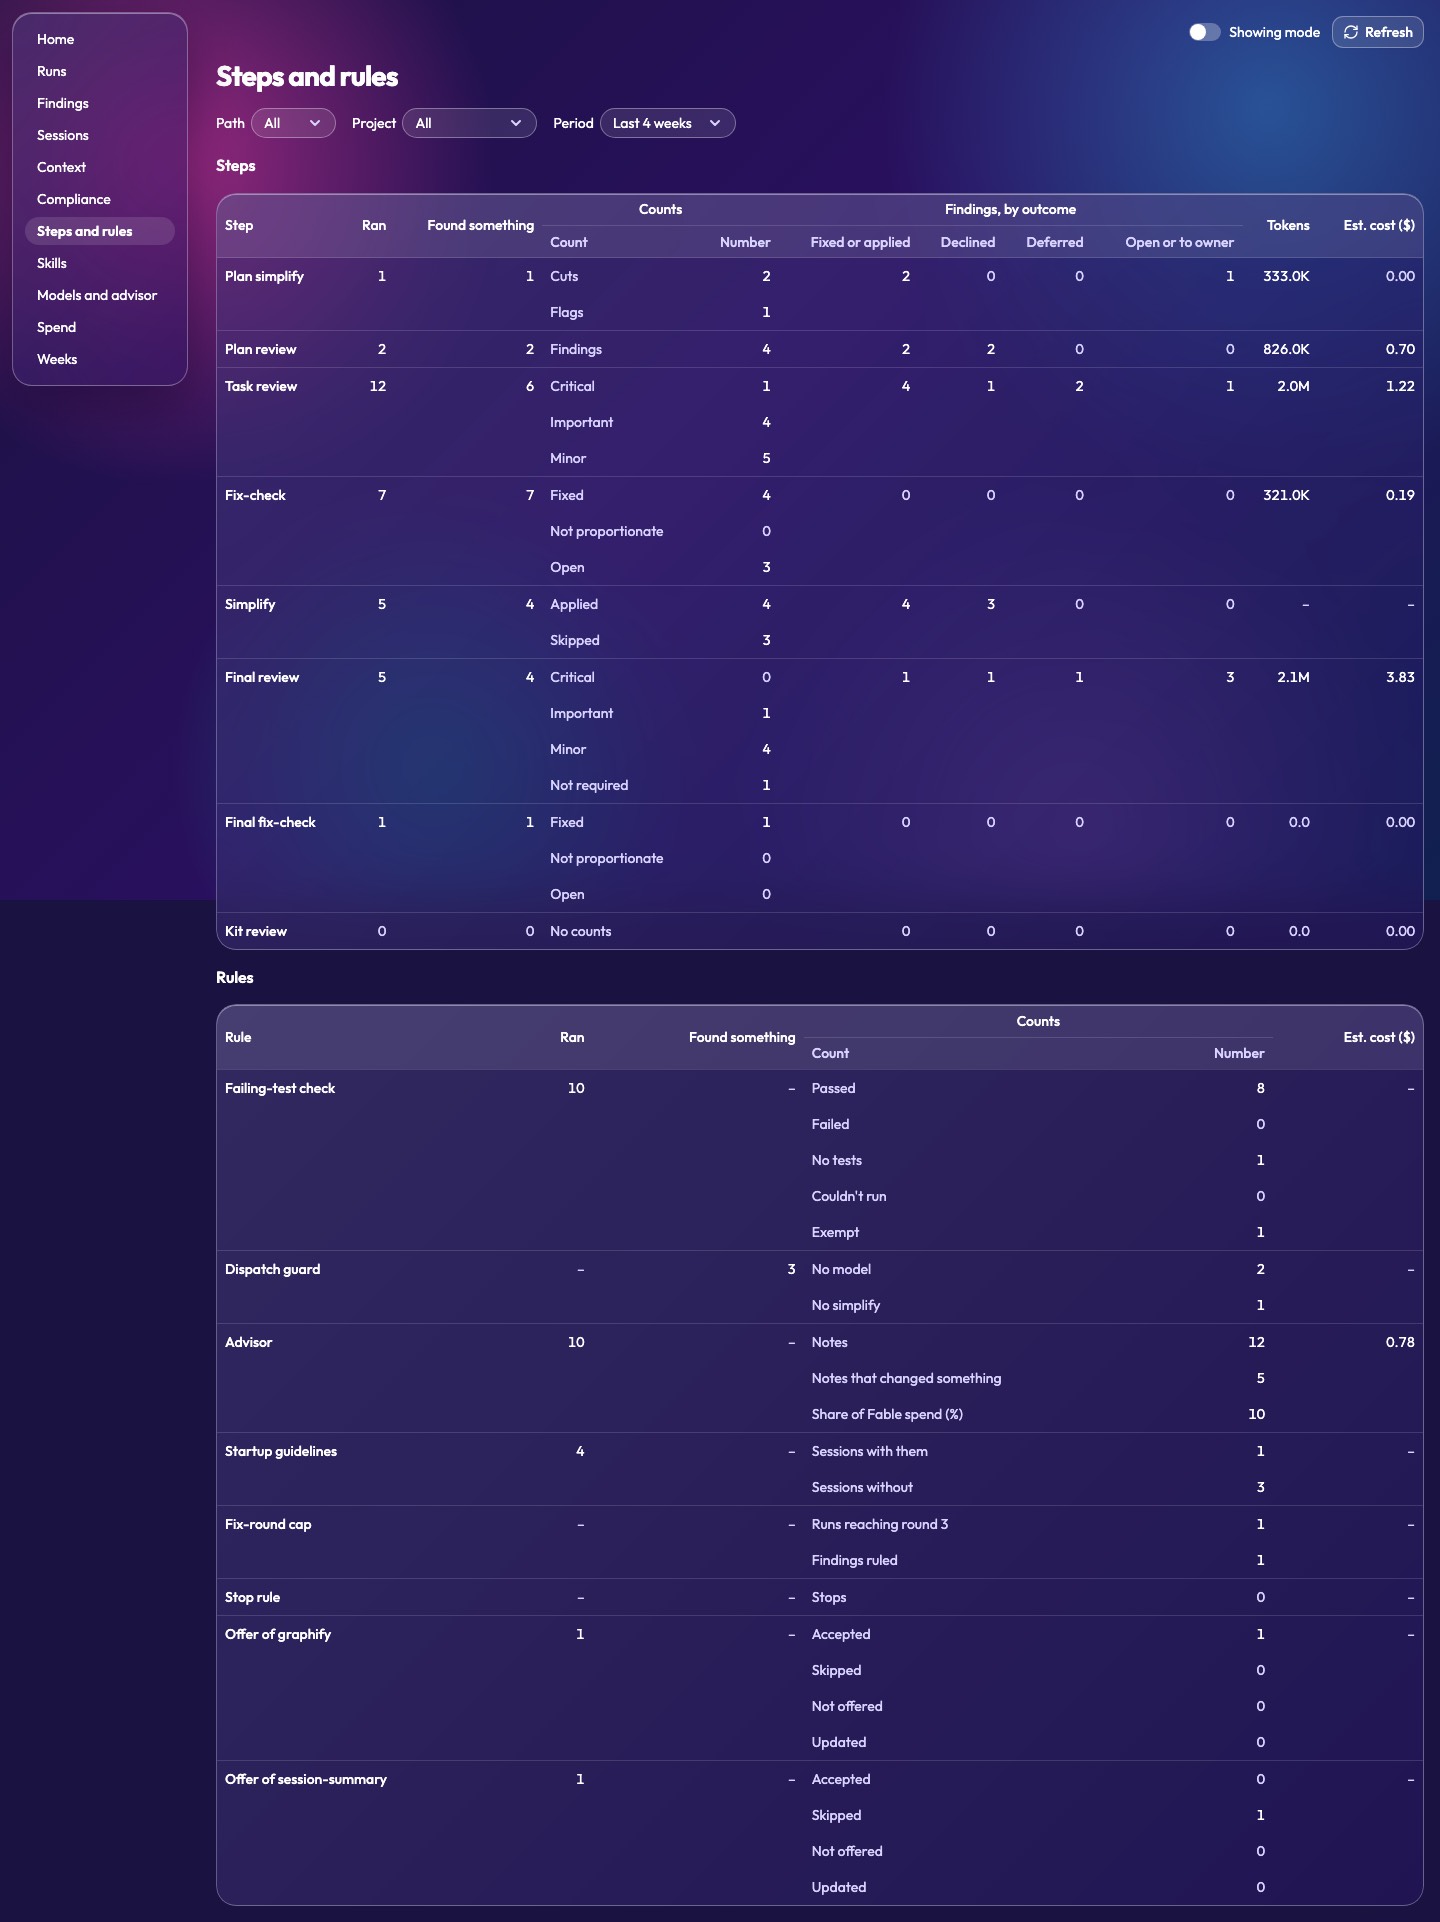 Home
Runs
Findings
Sessions
Context
Compliance
Steps and rules
Skills
Models and advisor
Spend
Weeks
Showing mode Refresh
Steps and rules
Path All Project All Period Last 4 weeks
Steps
Counts Findings, by outcome
Step Ran Found something Tokens Est. cost ($)
Count Number Fixed or applied Declined Deferred Open or to owner
Plan simplify 1 1 Cuts 2 2 0 0 1 333.0K 0.00
Flags 1
Plan review 2 2 Findings 4 2 2 0 0 826.0K 0.70
Task review 12 6 Critical 1 4 1 2 1 2.0M 1.22
Important 4
Minor 5
Fix-check 7 7 Fixed 4 0 0 0 0 321.0K 0.19
Not proportionate 0
Open 3
Simplify 5 4 Applied 4 4 3 0 0 – –
Skipped 3
Final review 5 4 Critical 0 1 1 1 3 2.1M 3.83
Important 1
Minor 4
Not required 1
Final fix-check 1 1 Fixed 1 0 0 0 0 0.0 0.00
Not proportionate 0
Open 0
Kit review 0 0 No counts 0 0 0 0 0.0 0.00
Rules
Counts
Rule Ran Found something Est. cost ($)
Count Number
Failing-test check 10 – Passed 8 –
Failed 0
No tests 1
Couldn't run 0
Exempt 1
Dispatch guard – 3 No model 2 –
No simplify 1
Advisor 10 – Notes 12 0.78
Notes that changed something 5
Share of Fable spend (%) 10
Startup guidelines 4 – Sessions with them 1 –
Sessions without 3
Fix-round cap – – Runs reaching round 3 1 –
Findings ruled 1
Stop rule – – Stops 0 –
Offer of graphify 1 – Accepted 1 –
Skipped 0
Not offered 0
Updated 0
Offer of session-summary 1 – Accepted 0 –
Skipped 1
Not offered 0
Updated 0